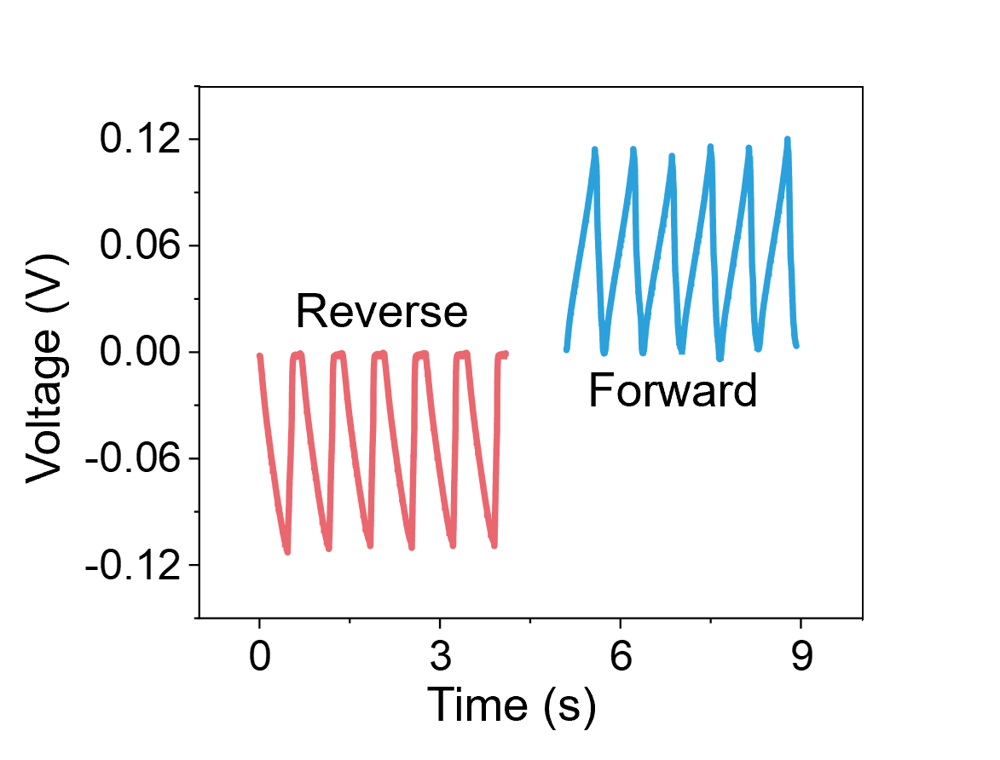 0.12
0.06
0.00
-0.06
-0.12
Voltage (V)
Reverse
Forward
0 3 6 9
Time (s)